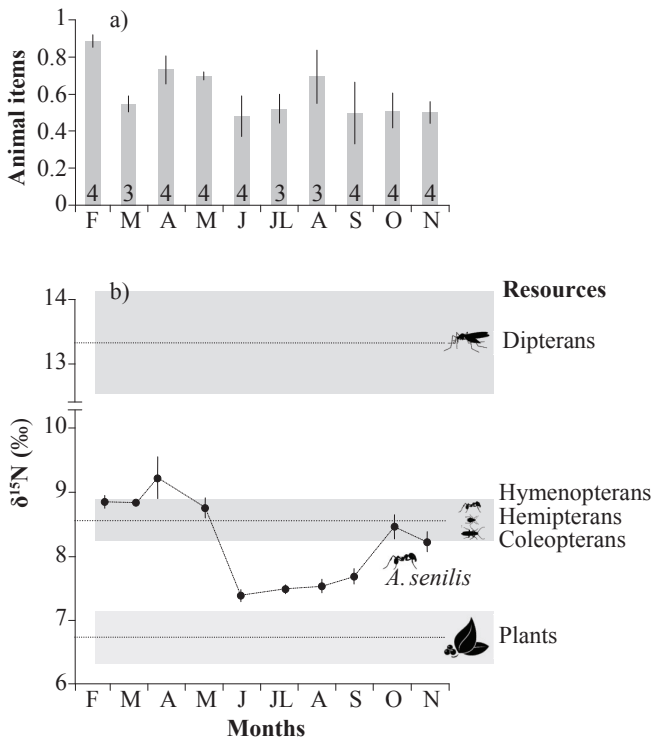 a)
Animal items
1
0.8
0.6
0.4
0.2
0
4 3 4 4 4 3 3 4 4 4
F M A M J JL A S O N
b)
Resources
δ¹⁵N (‰)
14
13
10
9
8
7
6
Dipterans
Hymenopterans
Hemipterans
Coleopterans
A. senilis
Plants
F M A M J JL A S O N
Months